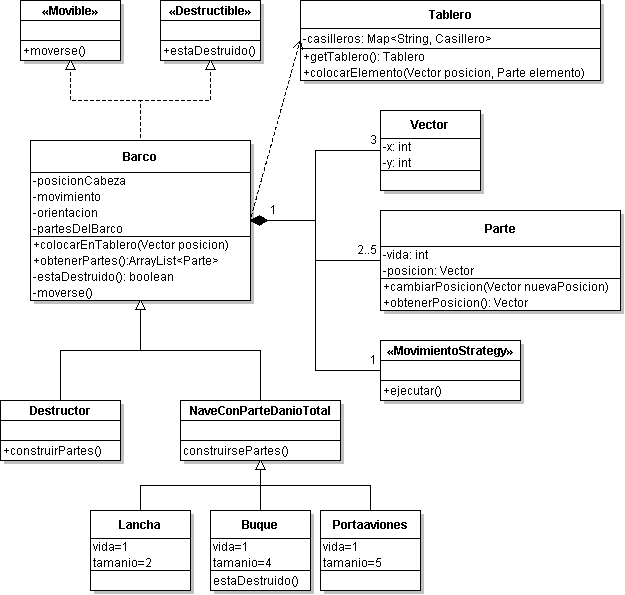 «Movible»
+moverse()
«Destructible»
+estaDestruido()
Tablero
-casilleros: Map<String, Casillero>
+getTablero(): Tablero
+colocarElemento(Vector posicion, Parte elemento)
Barco
-posicionCabeza
-movimiento
-orientacion
-partesDelBarco
+colocarEnTablero(Vector posicion)
+obtenerPartes():ArrayList<Parte>
-estaDestruido(): boolean
-moverse()
1
3
Vector
-x: int
-y: int
2..5
Parte
-vida: int
-posicion: Vector
+cambiarPosicion(Vector nuevaPosicion)
+obtenerPosicion(): Vector
1
«MovimientoStrategy»
+ejecutar()
Destructor
+construirPartes()
NaveConParteDanioTotal
construirsePartes()
Lancha
vida=1
tamanio=2
Buque
vida=1
tamanio=4
estaDestruido()
Portaaviones
vida=1
tamanio=5